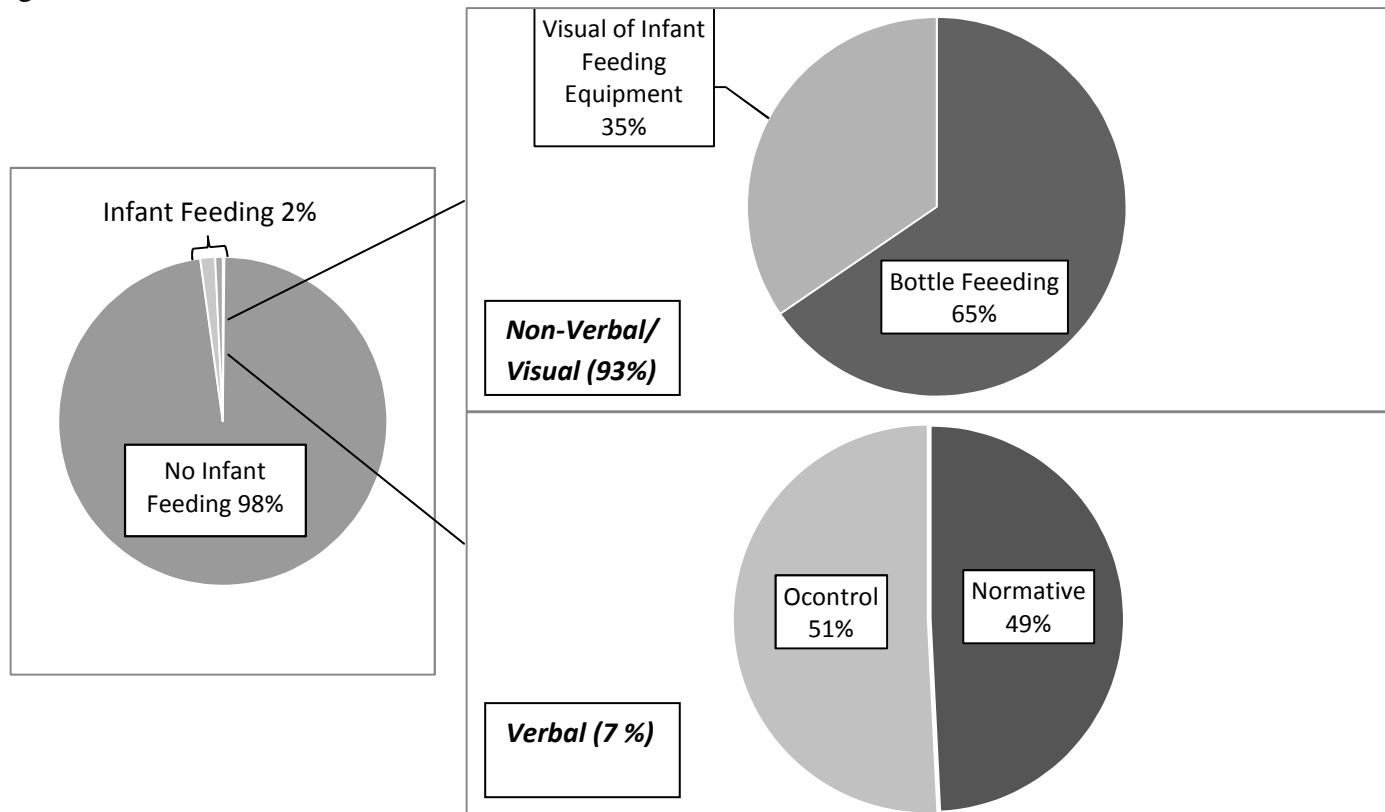 Infant Feeding 2%
No Infant
Feeding 98%
Visual of Infant
Feeding
Equipment
35%
Bottle Feeeding
65%
Non-Verbal/
Visual (93%)
Ocontrol
51%
Normative
49%
Verbal (7 %)